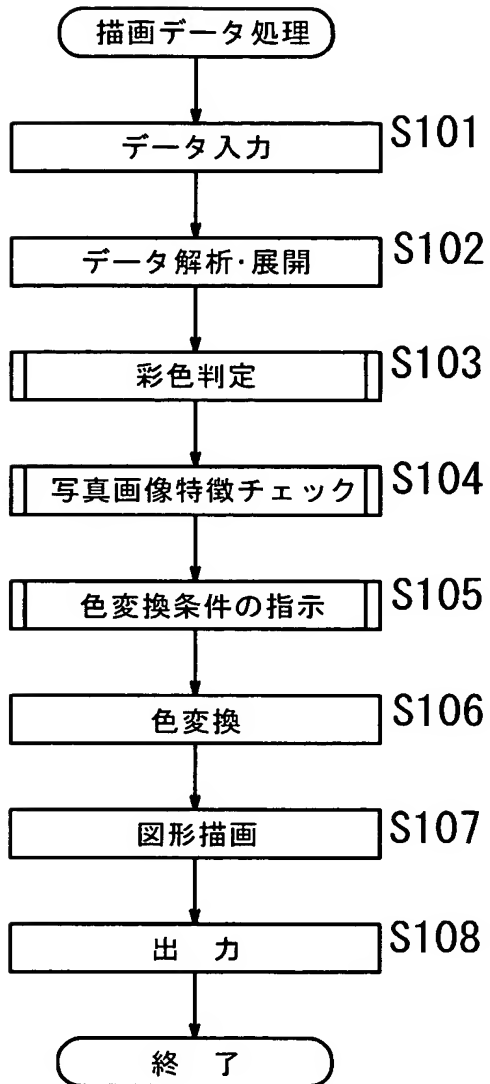 描画データ処理
データ入力 S101
データ解析・展開 S102
彩色判定 S103
写真画像特徴チェック S104
色変換条件の指示 S105
色変換 S106
図形描画 S107
出 力 S108
終 了